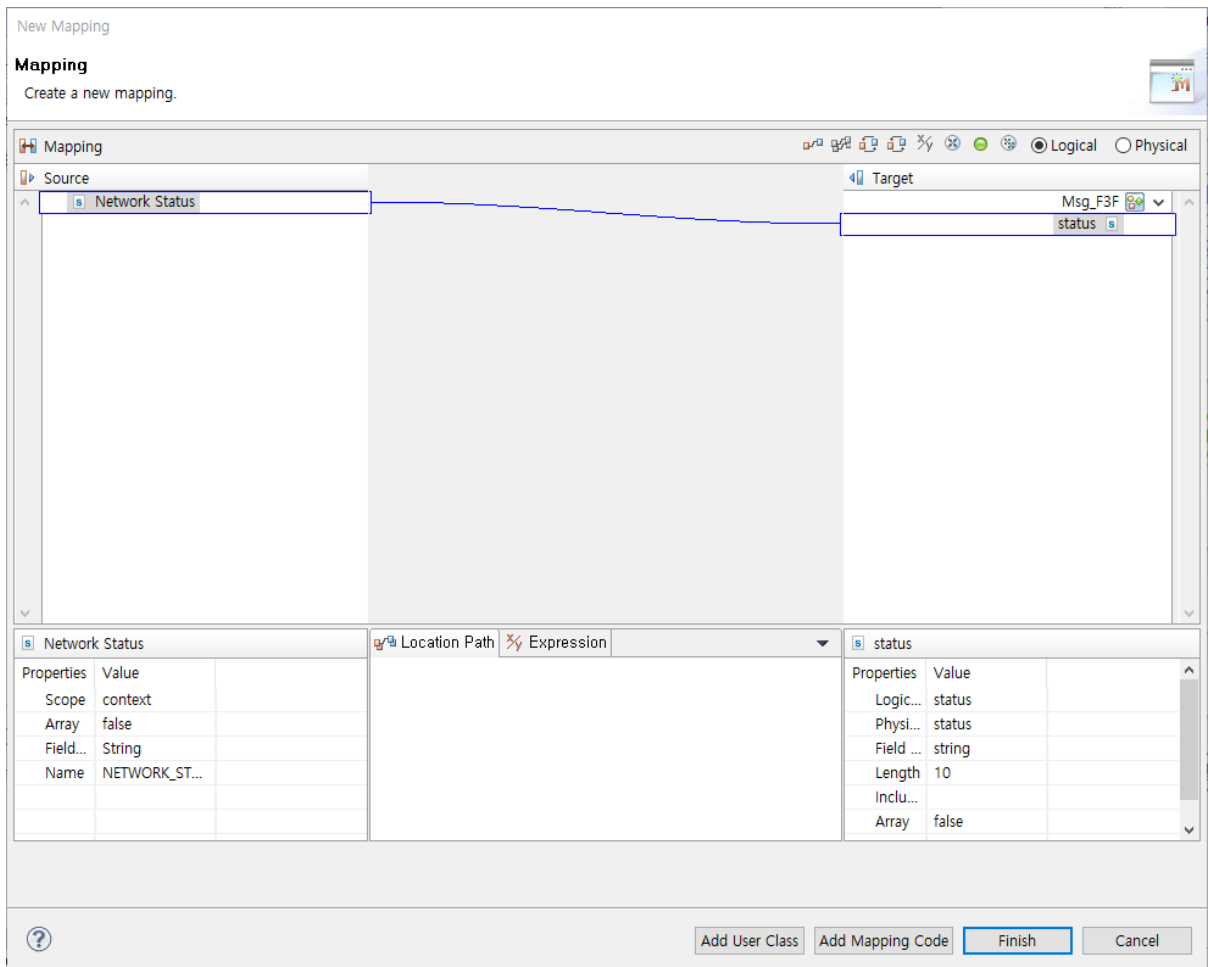 New Mapping
Mapping
Create a new mapping.
Mapping
Logical Physical
Source
Target
Network Status
Msg_F3F
status
Network Status
Location Path Expression
status
Properties Value
Properties Value
Scope context
Logic... status
Array false
Physi... status
Field... String
Field ... string
Name NETWORK_ST...
Length 10
Inclu...
Array false
Add User Class Add Mapping Code Finish Cancel